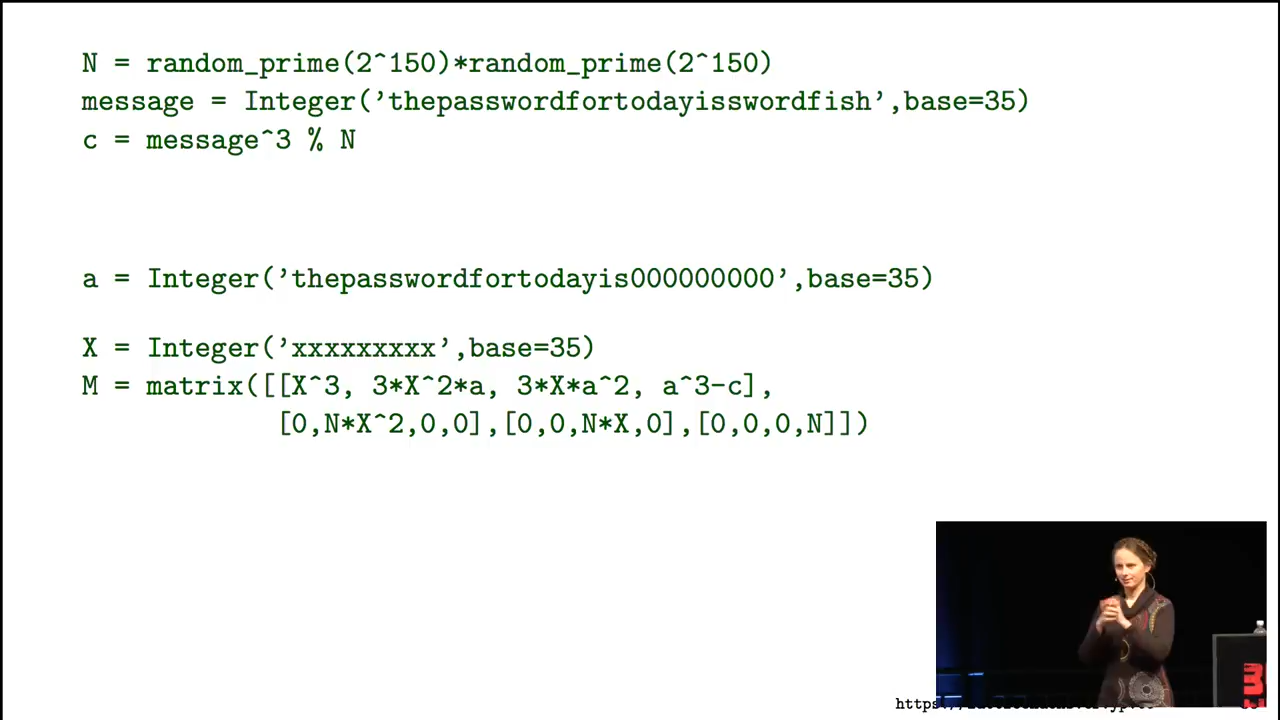 N = random_prime(2^150)*random_prime(2^150)
message = Integer('thepasswordfortodayisswordfish',base=35)
c = message^3 % N
a = Integer('thepasswordfortodayis000000000',base=35)
X = Integer('xxxxxxxxx',base=35)
M = matrix([[X^3, 3*X^2*a, 3*X*a^2, a^3-c],
[0,N*X^2,0,0],[0,0,N*X,0],[0,0,0,N]])